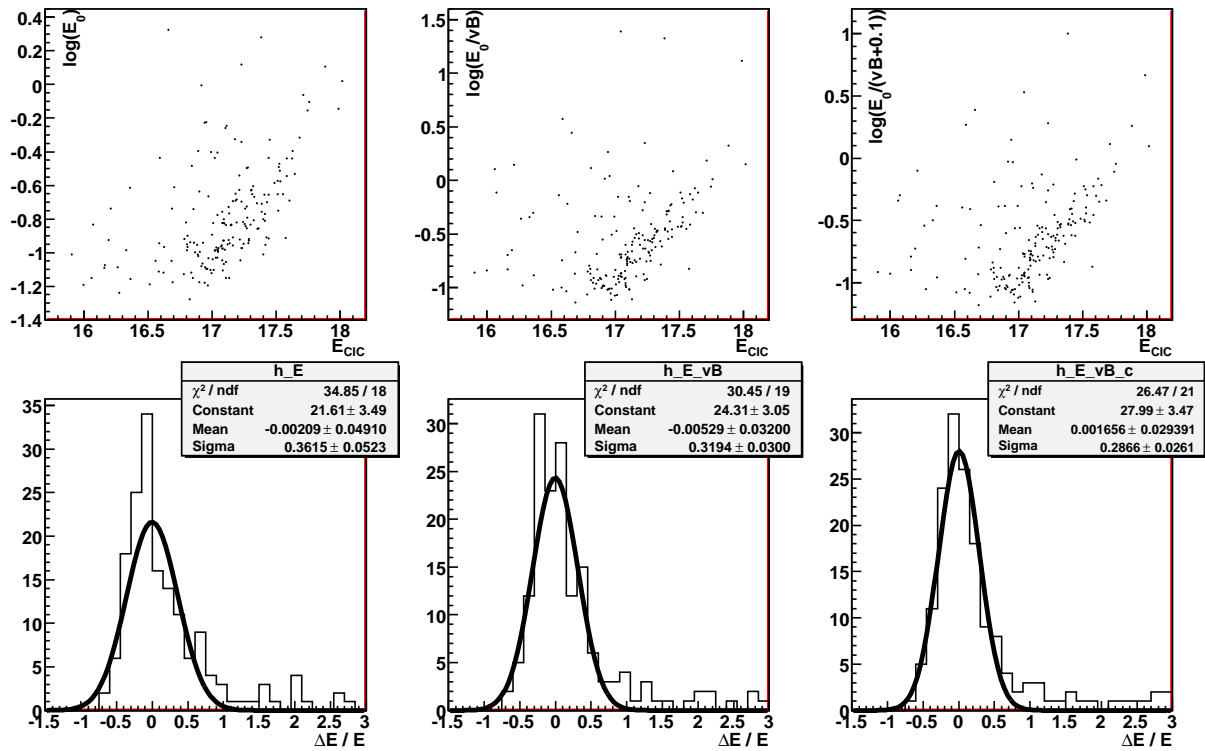 log(E0)
0.4
0.2
0
-0.2
-0.4
-0.6
-0.8
-1
-1.2
-1.4
16 16.5 17 17.5 18
ECIC
log(E0/vB)
1.5
1
0.5
0
-0.5
-1
16 16.5 17 17.5 18
ECIC
log(E0/(vB+0.1))
1
0.5
0
-0.5
-1
16 16.5 17 17.5 18
ECIC
h_E
χ² / ndf 34.85 / 18
Constant 21.61 ± 3.49
Mean -0.00209 ± 0.04910
Sigma 0.3615 ± 0.0523
35
30
25
20
15
10
5
0
-1.5 -1 -0.5 0 0.5 1 1.5 2 2.5 3
ΔE / E
h_E_vB
χ² / ndf 30.45 / 19
Constant 24.31 ± 3.05
Mean -0.00529 ± 0.03200
Sigma 0.3194 ± 0.0300
30
25
20
15
10
5
0
-1.5 -1 -0.5 0 0.5 1 1.5 2 2.5 3
ΔE / E
h_E_vB_c
χ² / ndf 26.47 / 21
Constant 27.99 ± 3.47
Mean 0.001656 ± 0.029391
Sigma 0.2866 ± 0.0261
30
25
20
15
10
5
0
-1.5 -1 -0.5 0 0.5 1 1.5 2 2.5 3
ΔE / E